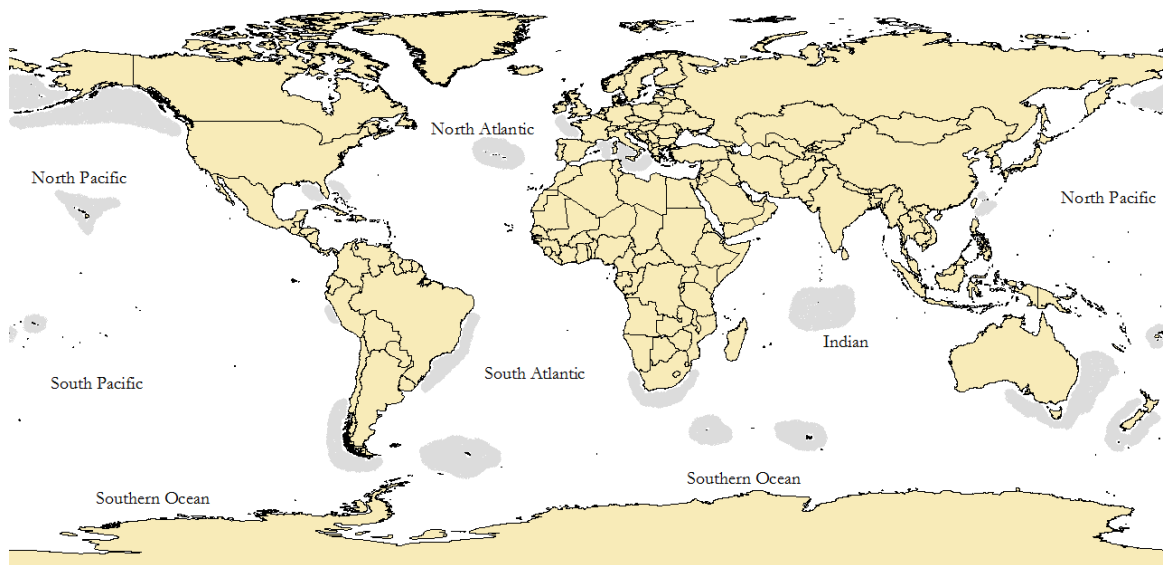 North Atlantic
North Pacific
North Pacific
Indian
South Atlantic
South Pacific
Southern Ocean
Southern Ocean